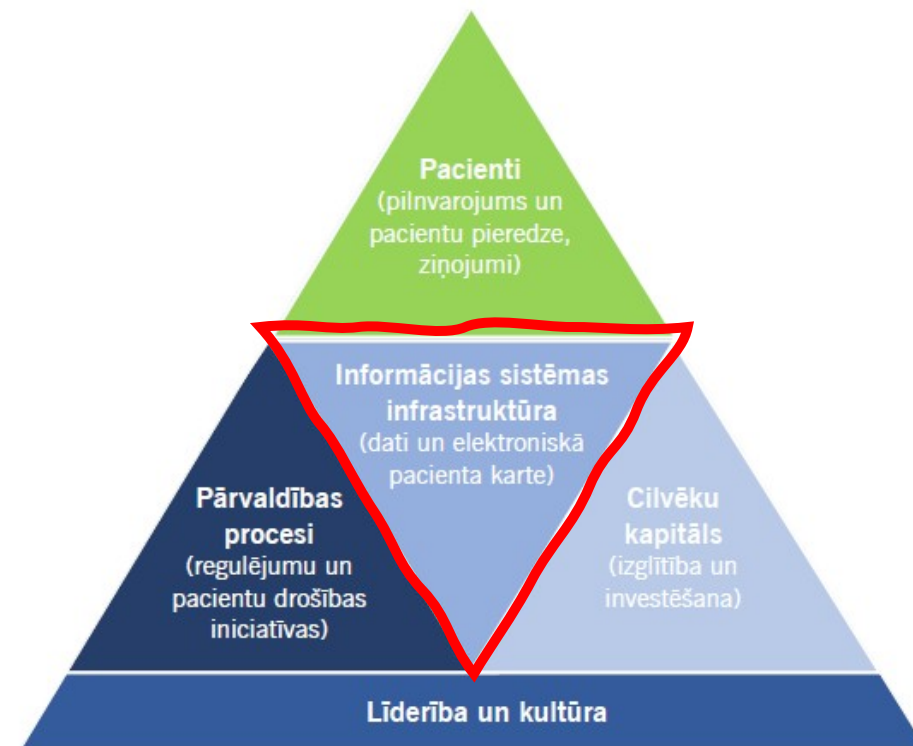 Pacienti
(pilnvarojums un
pacientu pieredze,
ziņojumi)
Informācijas sistēmas
infrastruktūra
(dati un elektroniskā
pacienta karte)
Pārvaldības
procesi
(regulējumu un
pacientu drošības
iniciatīvas)
Cilvēku
kapitāls
(izglītība un
investēšana)
Līderība un kultūra